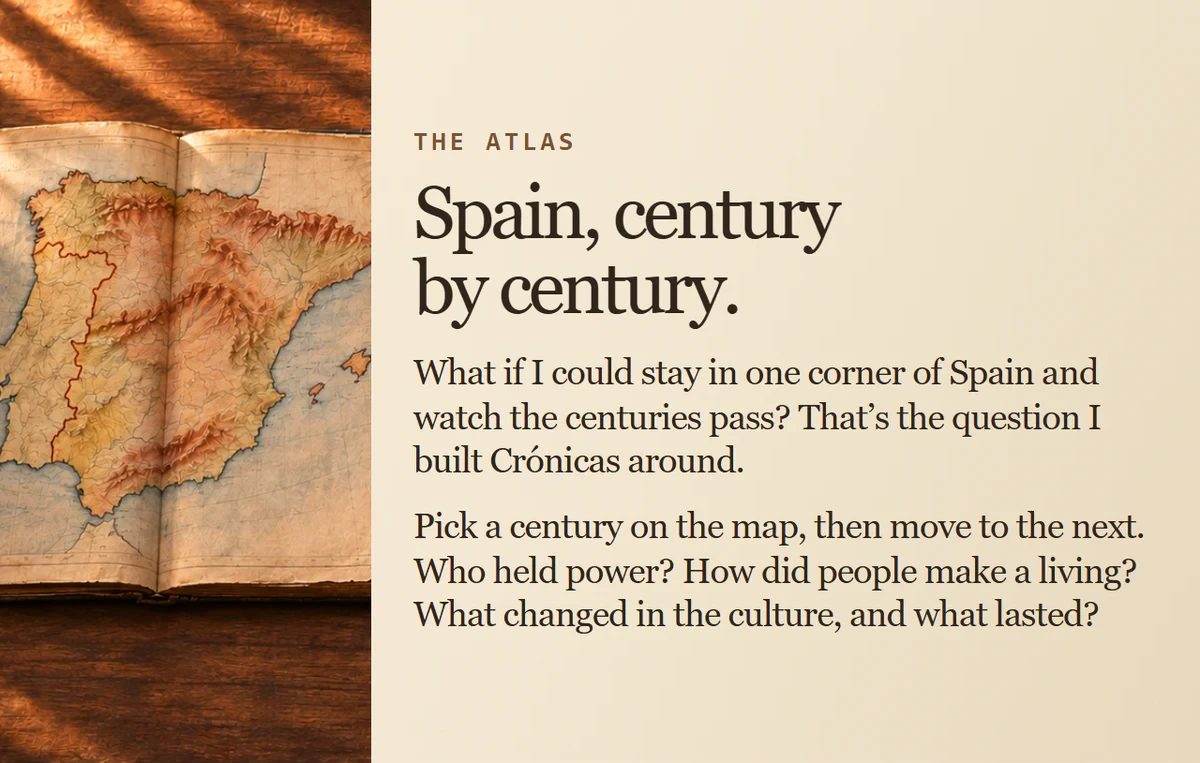 THE ATLAS
Spain, century
by century.
What if I could stay in one corner of Spain and
watch the centuries pass? That’s the question I
built Crónicas around.
Pick a century on the map, then move to the next.
Who held power? How did people make a living?
What changed in the culture, and what lasted?